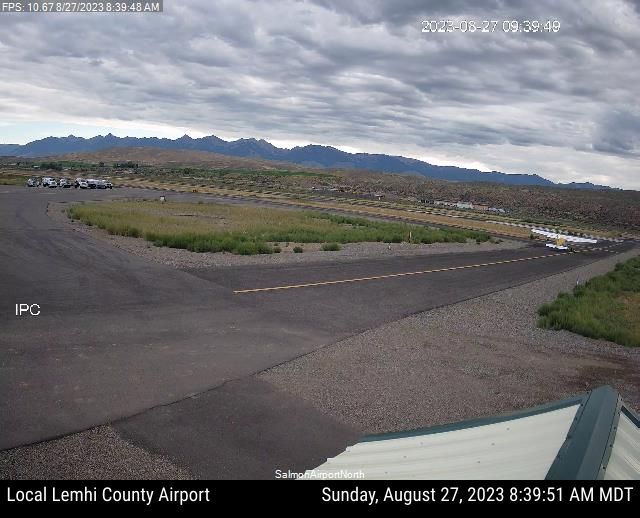 FPS: 10.67 8/27/2023 8:39:48 AM
2023-08-27 09:39:49
IPC
SalmonAirportNorth
Local Lemhi County Airport
Sunday, August 27, 2023 8:39:51 AM MDT